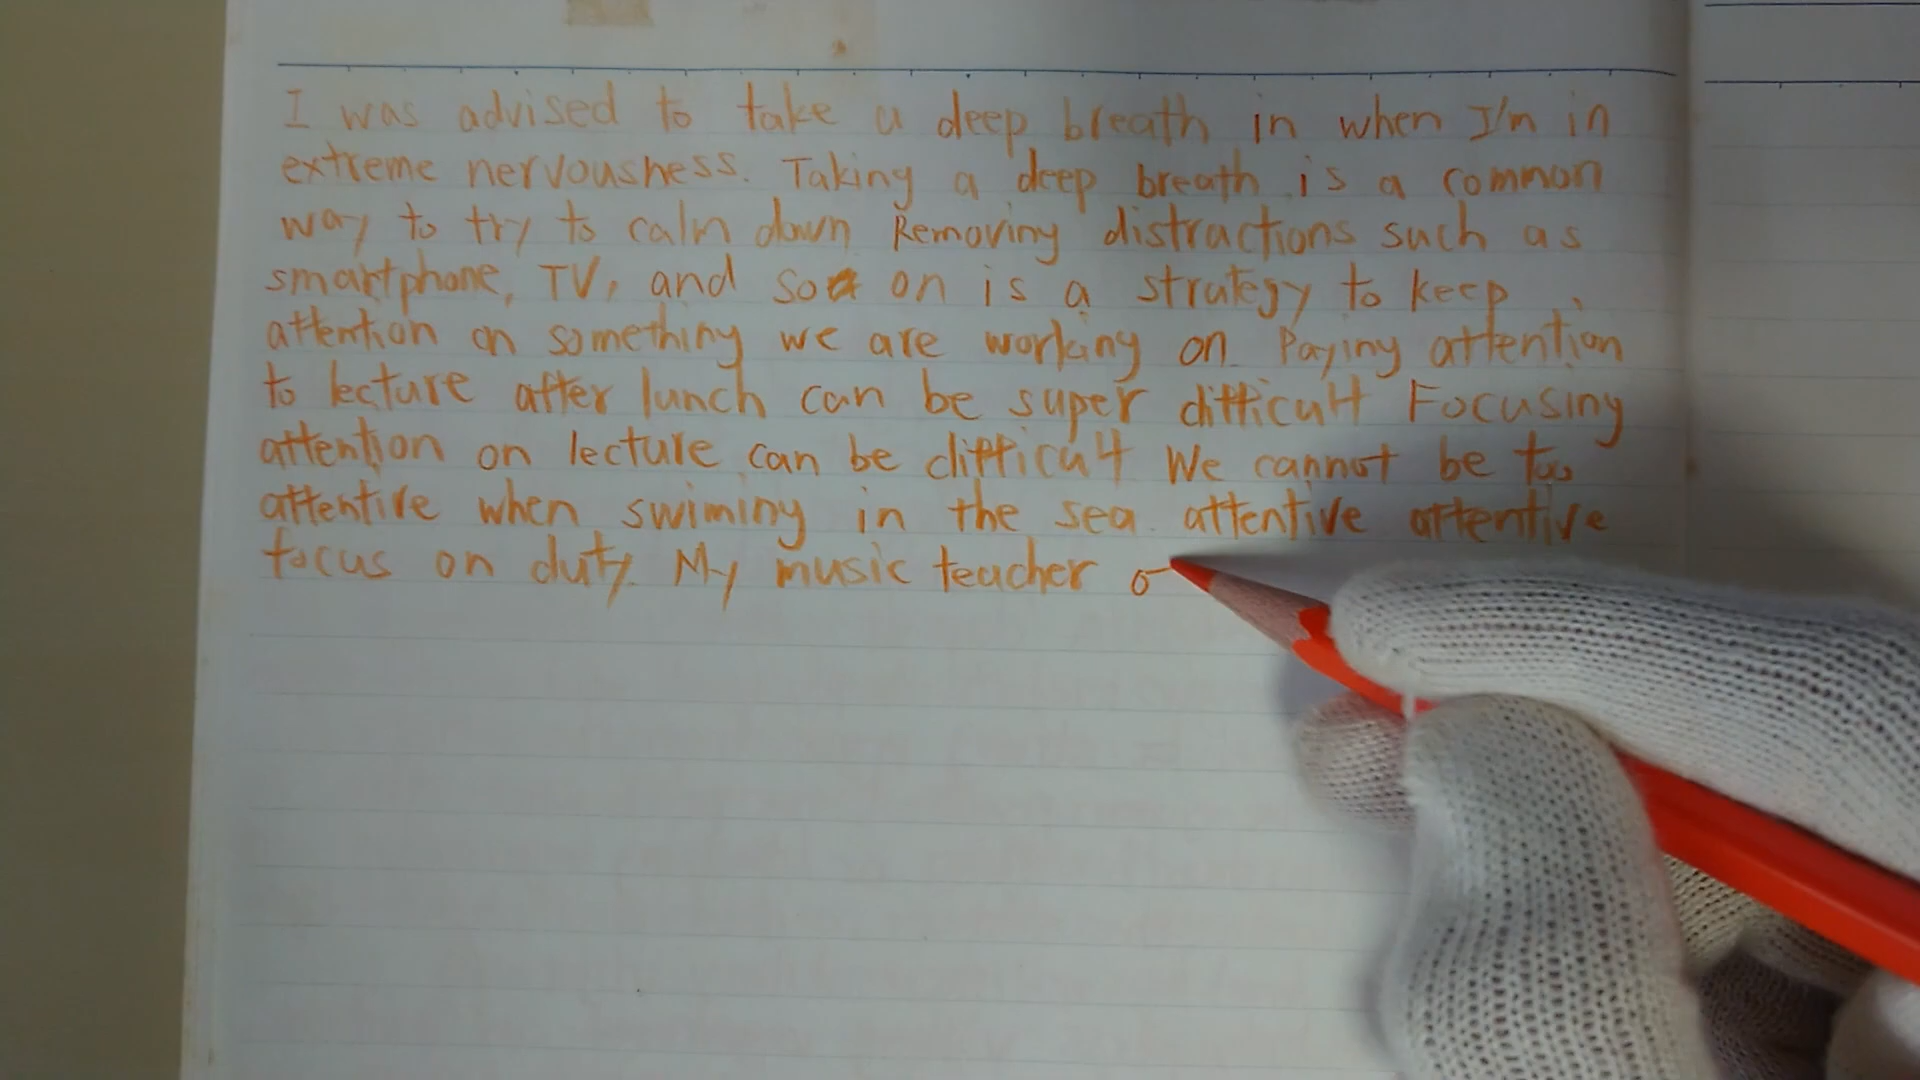 I was advised to take a deep breath in when I'm in
extreme nervousness. Taking a deep breath is a common
way to try to calm down Removing distractions such as
smartphone, TV, and so on is a strategy to keep
attention on something we are working on. Paying attention
to lecture after lunch can be super difficult Focusing
attention on lecture can be difficult We cannot be too
attentive when swiming in the sea. attentive attentive
focus on duty. My music teacher o